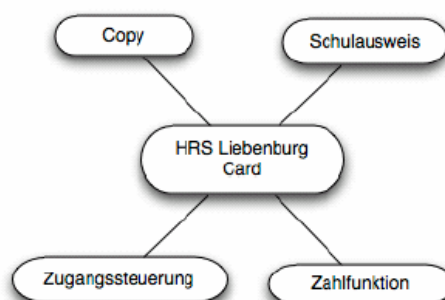 Copy
Schulausweis
HRS Liebenburg
Card
Zugangssteuerung
Zahlfunktion